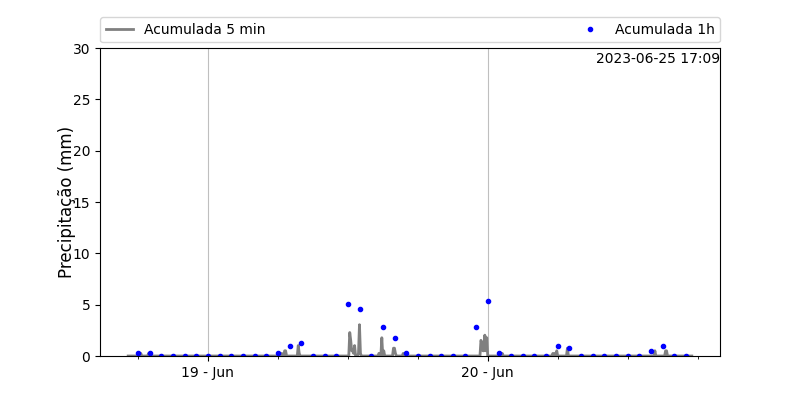 Acumulada 5 min
Acumulada 1h
2023-06-25 17:09
Precipitação (mm)
30
25
20
15
10
5
0
19 - Jun
20 - Jun